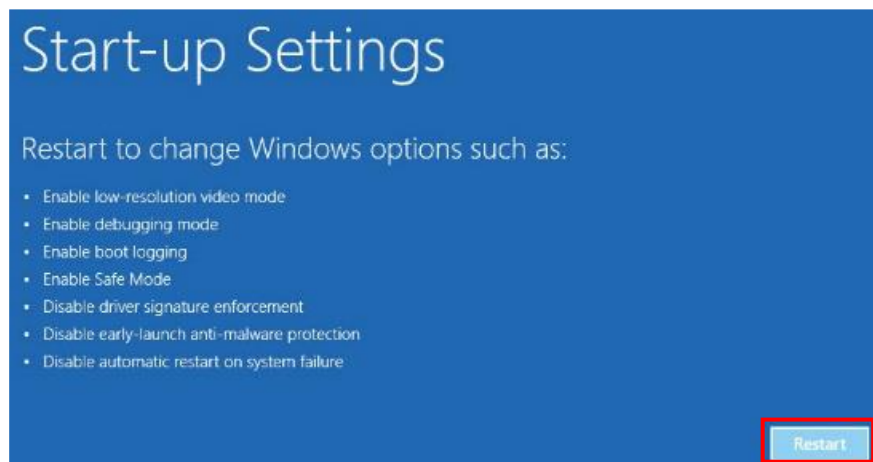 Start-up Settings
Restart to change Windows options such as:
• Enable low-resolution video mode
• Enable debugging mode
• Enable boot logging
• Enable Safe Mode
• Disable driver signature enforcement
• Disable early-launch anti-malware protection
• Disable automatic restart on system failure
Restart